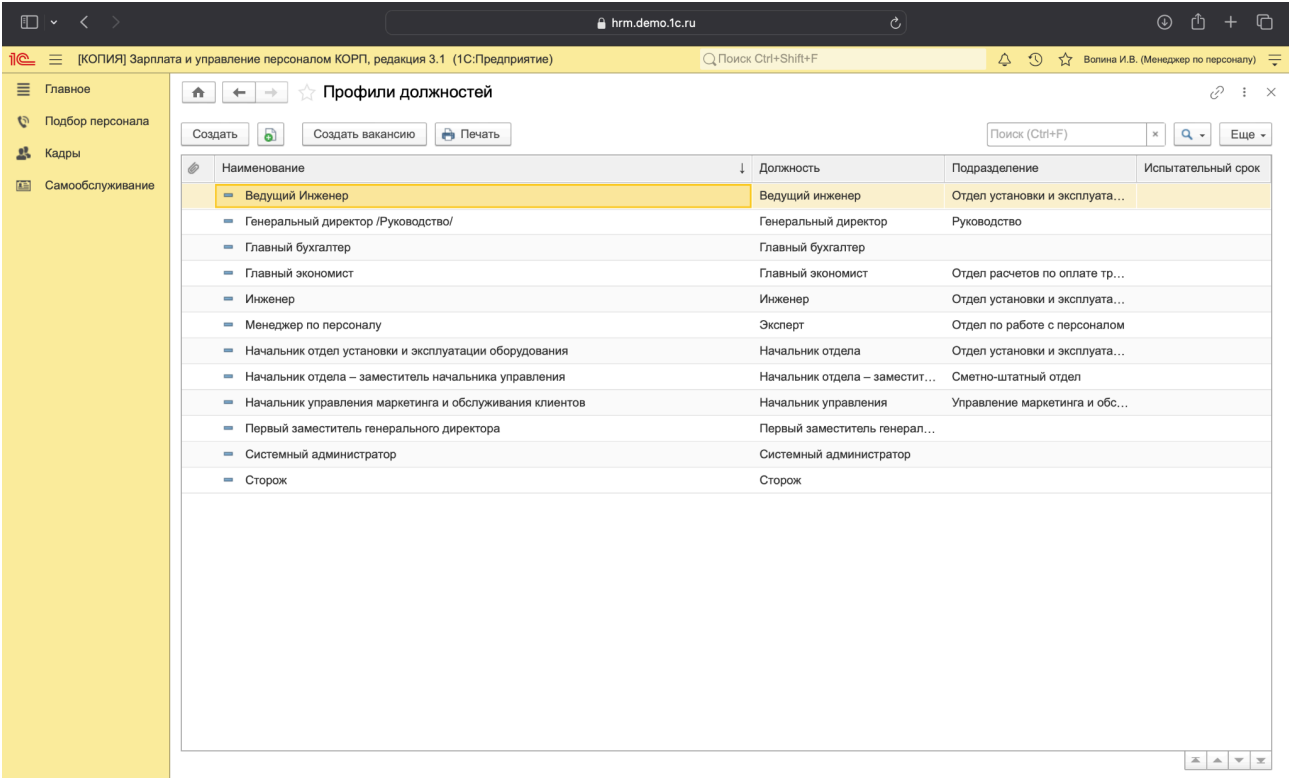 hrm.demo.1c.ru
1С [КОПИЯ] Зарплата и управление персоналом КОРП, редакция 3.1 (1С:Предприятие) Поиск Ctrl+Shift+F Волина И.В. (Менеджер по персоналу)
Главное
Подбор персонала
Кадры
Самообслуживание
Профили должностей
Создать Создать вакансию Печать Поиск (Ctrl+F) × Еще
Наименование ↓ Должность Подразделение Испытательный срок
Ведущий Инженер Ведущий инженер Отдел установки и эксплуата...
Генеральный директор /Руководство/ Генеральный директор Руководство
Главный бухгалтер Главный бухгалтер
Главный экономист Главный экономист Отдел расчетов по оплате тр...
Инженер Инженер Отдел установки и эксплуата...
Менеджер по персоналу Эксперт Отдел по работе с персоналом
Начальник отдел установки и эксплуатации оборудования Начальник отдела Отдел установки и эксплуата...
Начальник отдела – заместитель начальника управления Начальник отдела – заместит... Сметно-штатный отдел
Начальник управления маркетинга и обслуживания клиентов Начальник управления Управление маркетинга и обс...
Первый заместитель генерального директора Первый заместитель генерал...
Системный администратор Системный администратор
Сторож Сторож